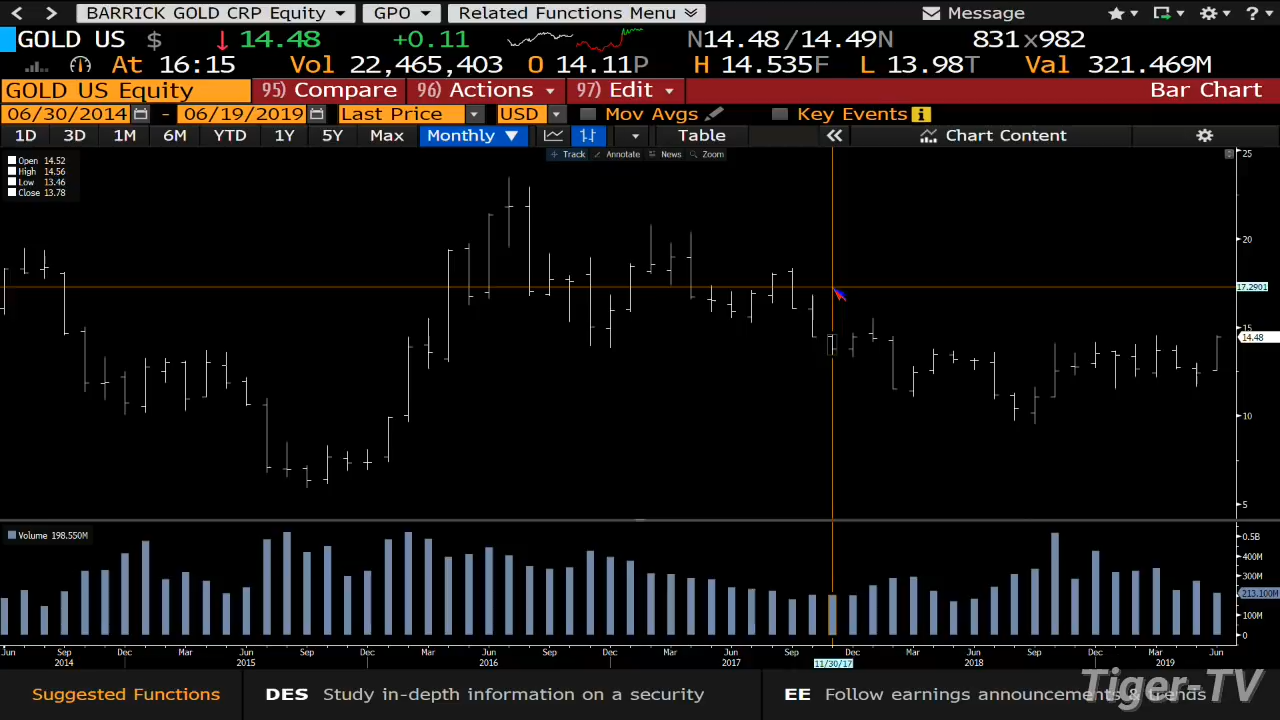 BARRICK GOLD CRP Equity GPO Related Functions Menu Message ?
GOLD US $ 14.48 +0.11 N14.48 /14.49N 831x982
At 16:15 Vol 22,465,403 O 14.11P H 14.535F L 13.98T Val 321.469M
GOLD US Equity 95) Compare 96) Actions 97) Edit Bar Chart
06/30/2014 - 06/19/2019 Last Price USD Mov Avgs Key Events i
1D 3D 1M 6M YTD 1Y 5Y Max Monthly ▼ Table « Chart Content
Track Annotate News Zoom
Open 14.52
High 14.56
Low 13.46
Close 13.78
25
20
17.2901
15
14.48
10
5
Volume 198.550M
0.5B
400M
300M
213.100M
100M
0
Jun Sep Dec Mar Jun Sep Dec Mar Jun Sep Dec Mar Jun Sep Dec Mar Jun Sep Dec Mar Jun
2014 2015 2016 2017 11/30/17 2018 2019
Suggested Functions DES Study in-depth information on a security EE Follow earnings announcements & trends
Tiger-TV